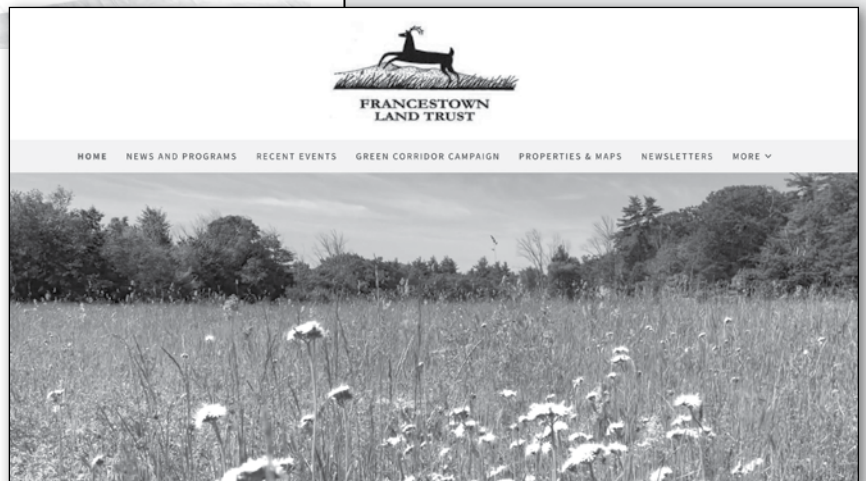 FRANCESTOWN
LAND TRUST
HOME NEWS AND PROGRAMS RECENT EVENTS GREEN CORRIDOR CAMPAIGN PROPERTIES & MAPS NEWSLETTERS MORE